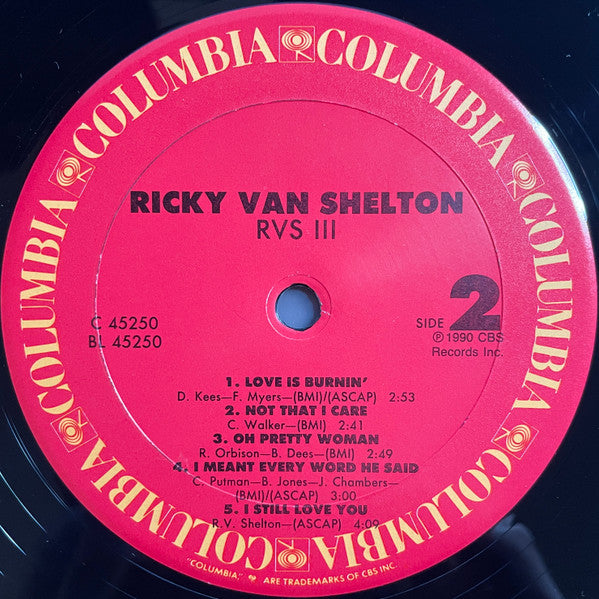 COLUMBIA COLUMBIA COLUMBIA COLUMBIA COLUMBIA COLUMBIA
RICKY VAN SHELTON
RVS III
C 45250
BL 45250
SIDE 2
℗ 1990 CBS
Records Inc.
1. LOVE IS BURNIN'
D. Kees—F. Myers—(BMI)/(ASCAP) 2:53
2. NOT THAT I CARE
C. Walker—(BMI) 2:41
3. OH PRETTY WOMAN
R. Orbison—B. Dees—(BMI) 2:49
4. I MEANT EVERY WORD HE SAID
C. Putman—B. Jones—J. Chambers—
(BMI)/(ASCAP) 3:00
5. I STILL LOVE YOU
R.V. Shelton—(ASCAP) 4:09
"COLUMBIA," ARE TRADEMARKS OF CBS INC.